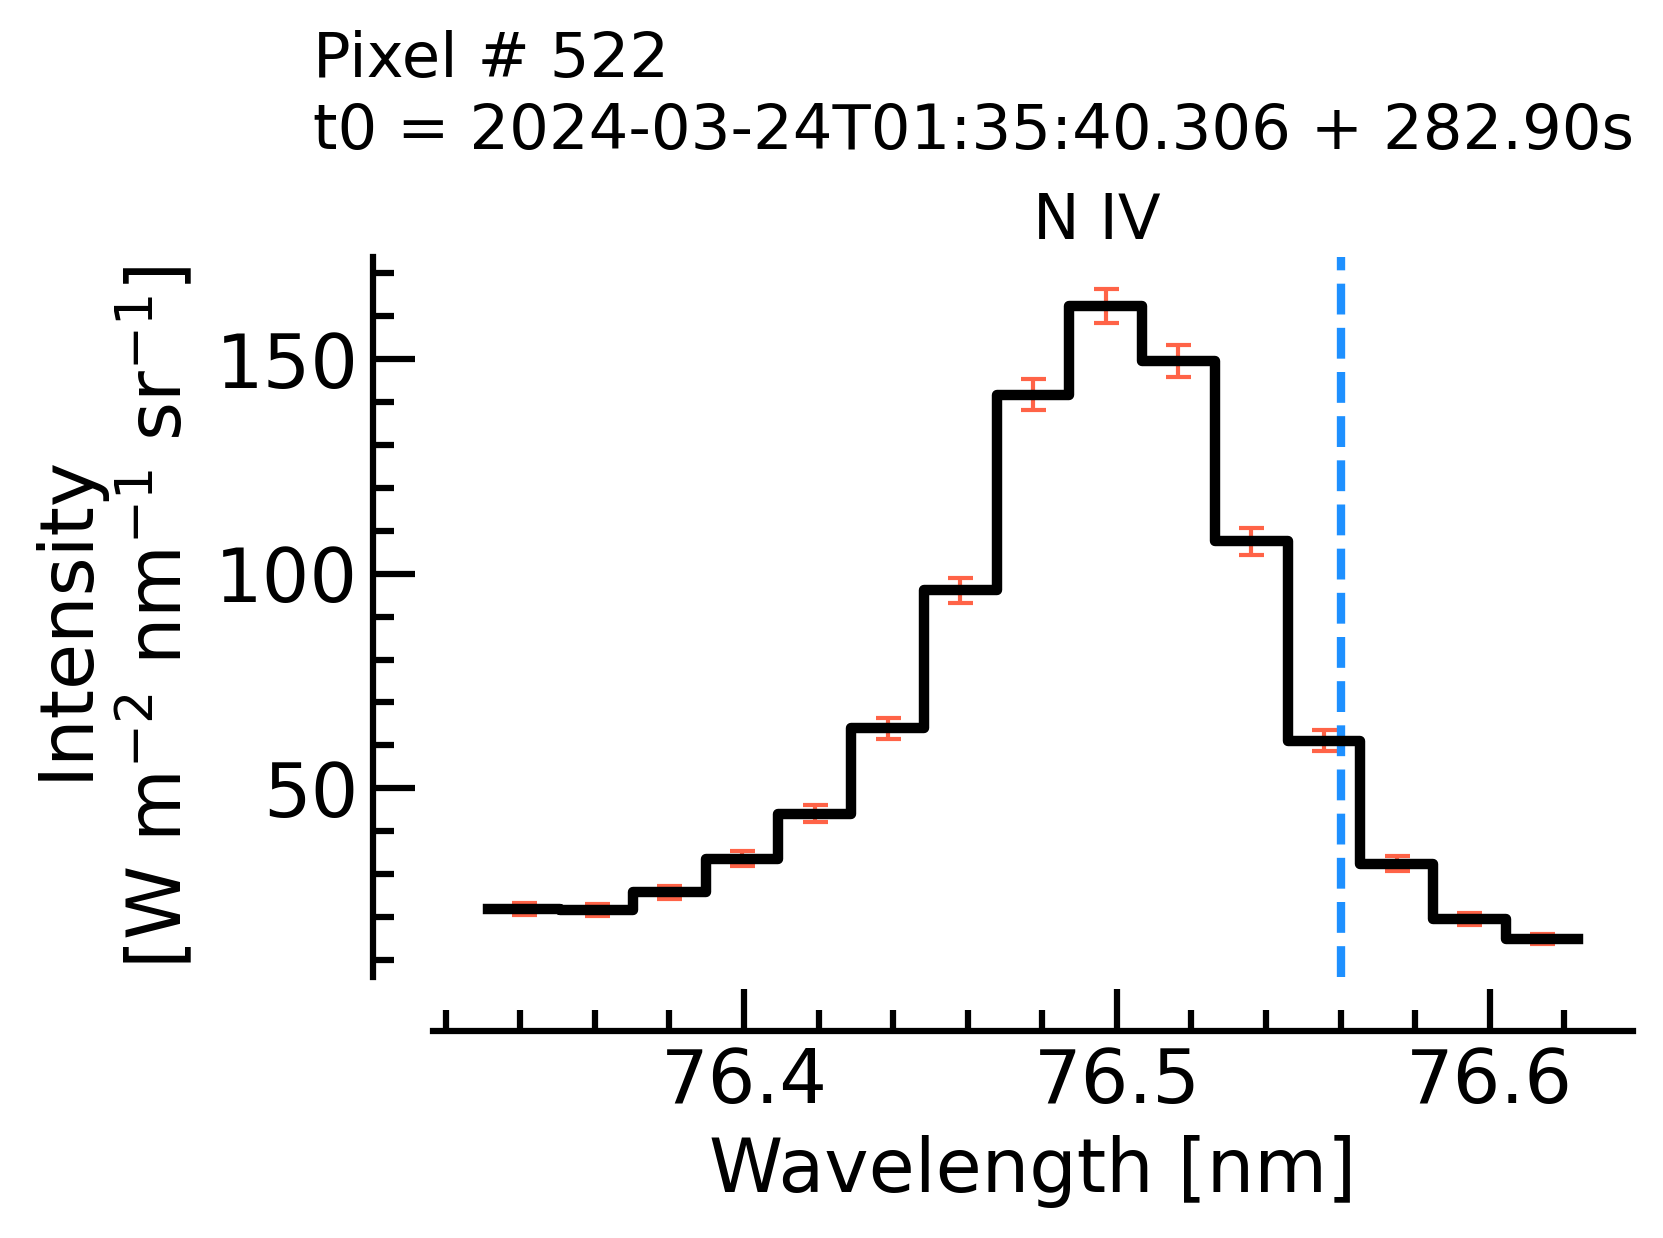 Pixel # 522
t0 = 2024-03-24T01:35:40.306 + 282.90s
N IV
Intensity
[W m⁻² nm⁻¹ sr⁻¹]
150
100
50
76.4 76.5 76.6
Wavelength [nm]